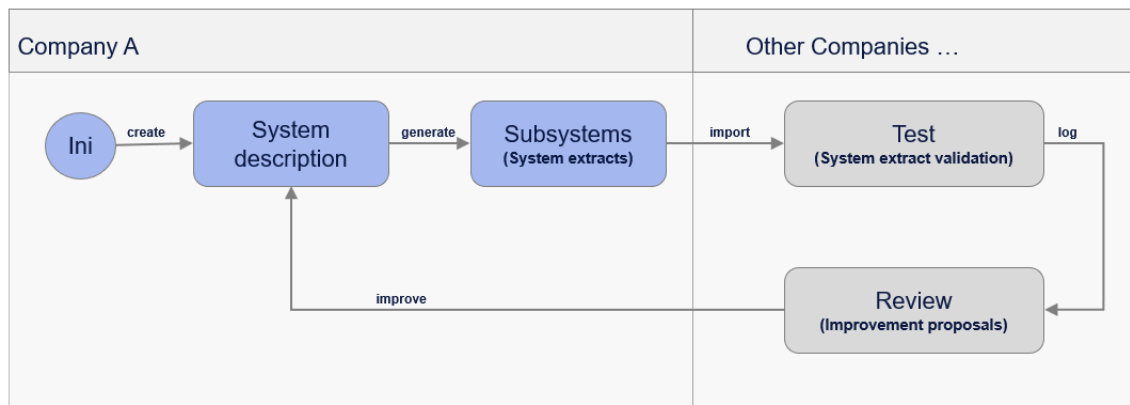 Company A
Other Companies …
Ini
create
System
description
generate
Subsystems
(System extracts)
import
Test
(System extract validation)
log
Review
(Improvement proposals)
improve